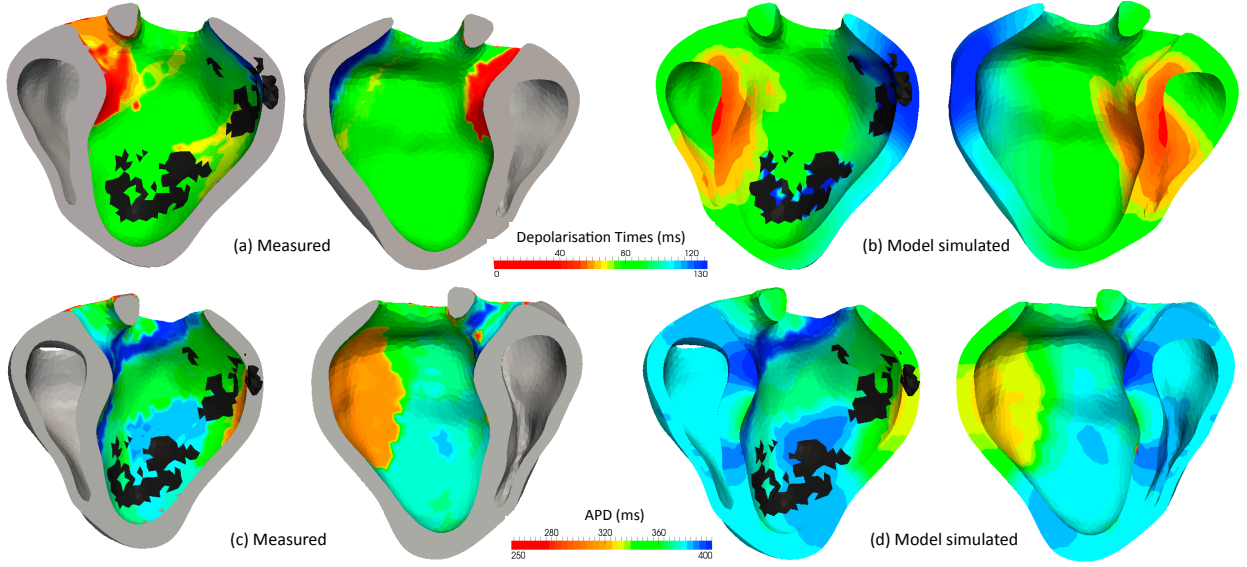 (a) Measured
Depolarisation Times (ms)
40 80 120
0 130
(b) Model simulated
(c) Measured
APD (ms)
280 320 360
250 400
(d) Model simulated